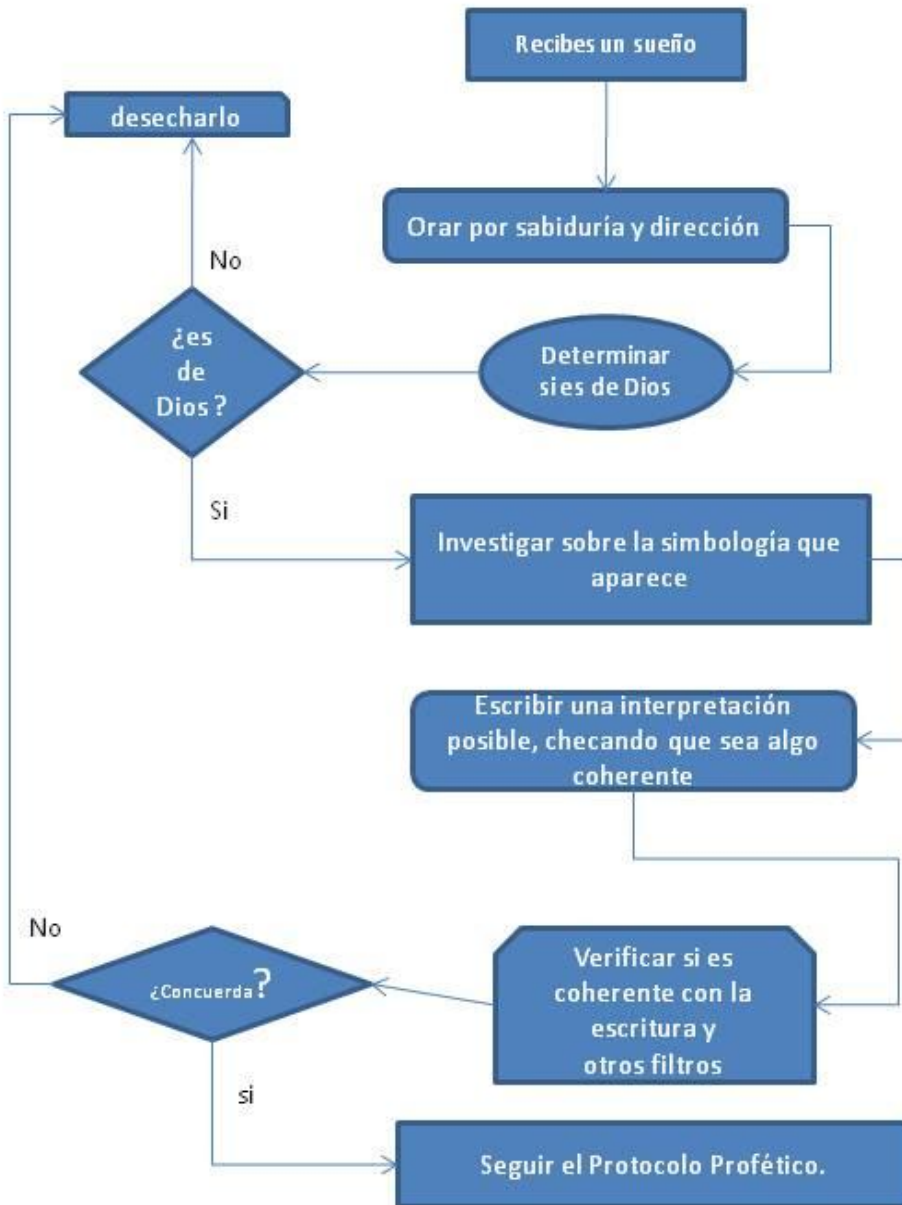 Recibes un sueño
desecharlo
Orar por sabiduría y dirección
No
¿es
de
Dios?
Determinar
si es de Dios
Si
Investigar sobre la simbología que
aparece
Escribir una interpretación
posible, checando que sea algo
coherente
No
¿Concuerda?
Verificar si es
coherente con la
escritura y
otros filtros
si
Seguir el Protocolo Profético.